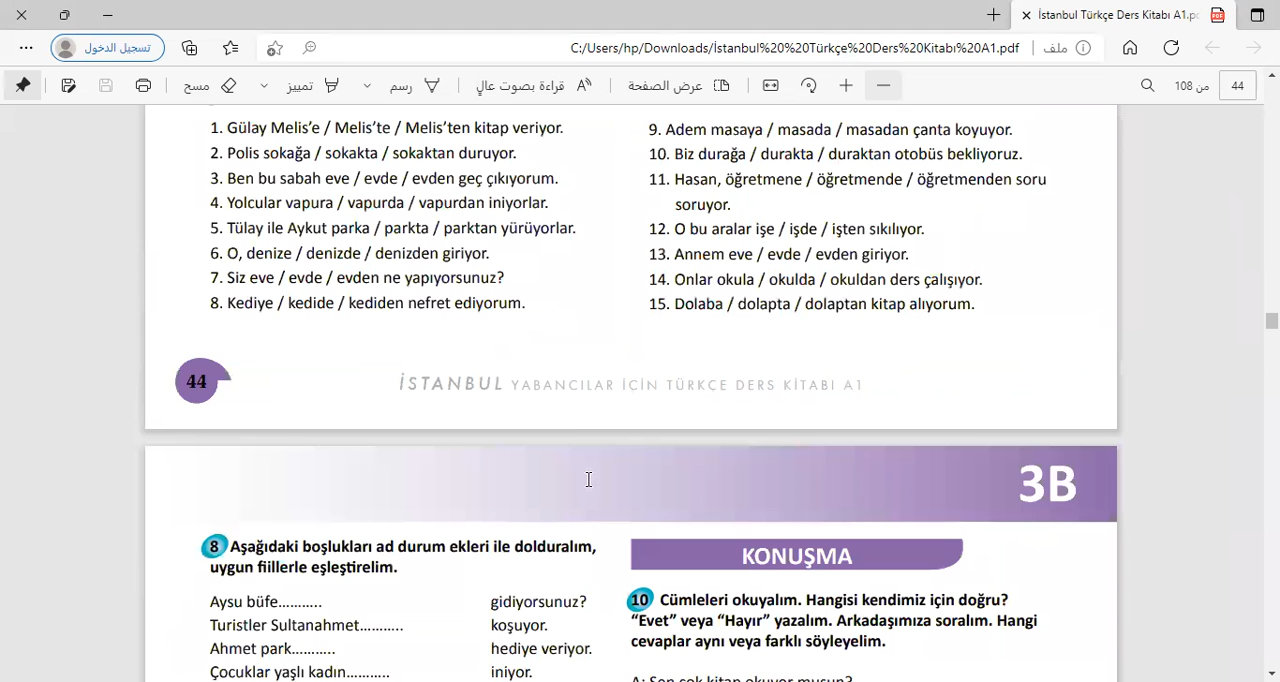 İstanbul Türkçe Ders Kitabı A1.pc
تسجيل الدخول
C:/Users/hp/Downloads/İstanbul%20%20Türkçe%20Ders%20Kitabı%20A1.pdf
ملف
مسح
تمييز
رسم
قراءة بصوت عالٍ
عرض الصفحة
من 108
44
1. Gülay Melis’e / Melis’te / Melis’ten kitap veriyor.
2. Polis sokağa / sokakta / sokaktan duruyor.
3. Ben bu sabah eve / evde / evden geç çıkıyorum.
4. Yolcular vapura / vapurda / vapurdan iniyorlar.
5. Tülay ile Aykut parka / parkta / parktan yürüyorlar.
6. O, denize / denizde / denizden giriyor.
7. Siz eve / evde / evden ne yapıyorsunuz?
8. Kediye / kedide / kediden nefret ediyorum.
9. Adem masaya / masada / masadan çanta koyuyor.
10. Biz durağa / durakta / duraktan otobüs bekliyoruz.
11. Hasan, öğretmene / öğretmende / öğretmenden soru
soruyor.
12. O bu aralar işe / işde / işten sıkılıyor.
13. Annem eve / evde / evden giriyor.
14. Onlar okula / okulda / okuldan ders çalışıyor.
15. Dolaba / dolapta / dolaptan kitap alıyorum.
44
İSTANBUL YABANCILAR İÇİN TÜRKÇE DERS KİTABI A1
3B
8 Aşağıdaki boşlukları ad durum ekleri ile dolduralım,
uygun fiillerle eşleştirelim.
Aysu büfe........... gidiyorsunuz?
Turistler Sultanahmet........... koşuyor.
Ahmet park........... hediye veriyor.
Çocuklar yaşlı kadın........... iniyor.
KONUŞMA
10 Cümleleri okuyalım. Hangisi kendimiz için doğru?
“Evet” veya “Hayır” yazalım. Arkadaşımıza soralım. Hangi
cevaplar aynı veya farklı söyleyelim.
A: Sen çok kitap okuyor musun?